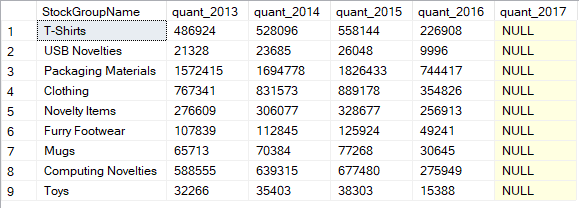 StockGroupName quant_2013 quant_2014 quant_2015 quant_2016 quant_2017
1 T-Shirts 486924 528096 558144 226908 NULL
2 USB Novelties 21328 23685 26048 9996 NULL
3 Packaging Materials 1572415 1694778 1826433 744417 NULL
4 Clothing 767341 831573 889178 354826 NULL
5 Novelty Items 276609 306077 328677 256913 NULL
6 Furry Footwear 107839 112845 125924 49241 NULL
7 Mugs 65713 70384 77268 30645 NULL
8 Computing Novelties 588555 639315 677480 275949 NULL
9 Toys 32266 35403 38303 15388 NULL